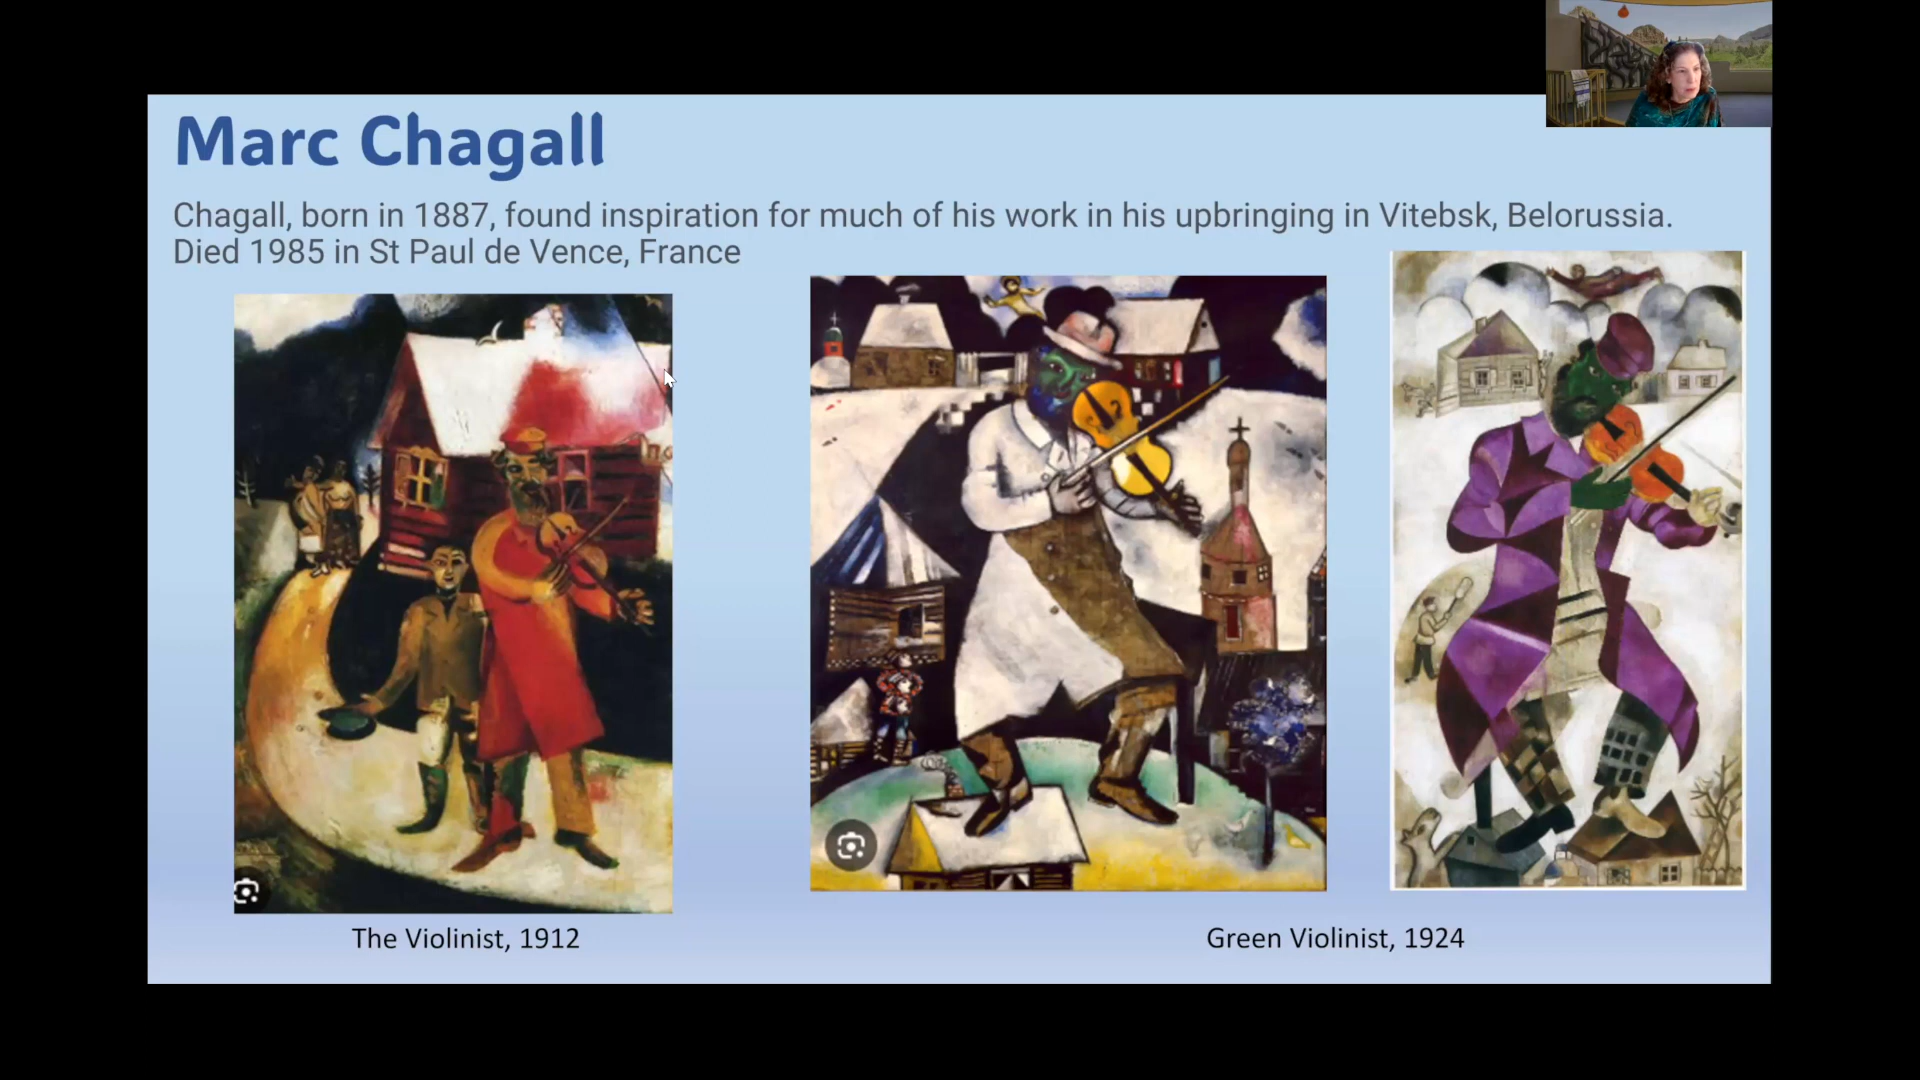 Marc Chagall
Chagall, born in 1887, found inspiration for much of his work in his upbringing in Vitebsk, Belorussia.
Died 1985 in St Paul de Vence, France
The Violinist, 1912
Green Violinist, 1924